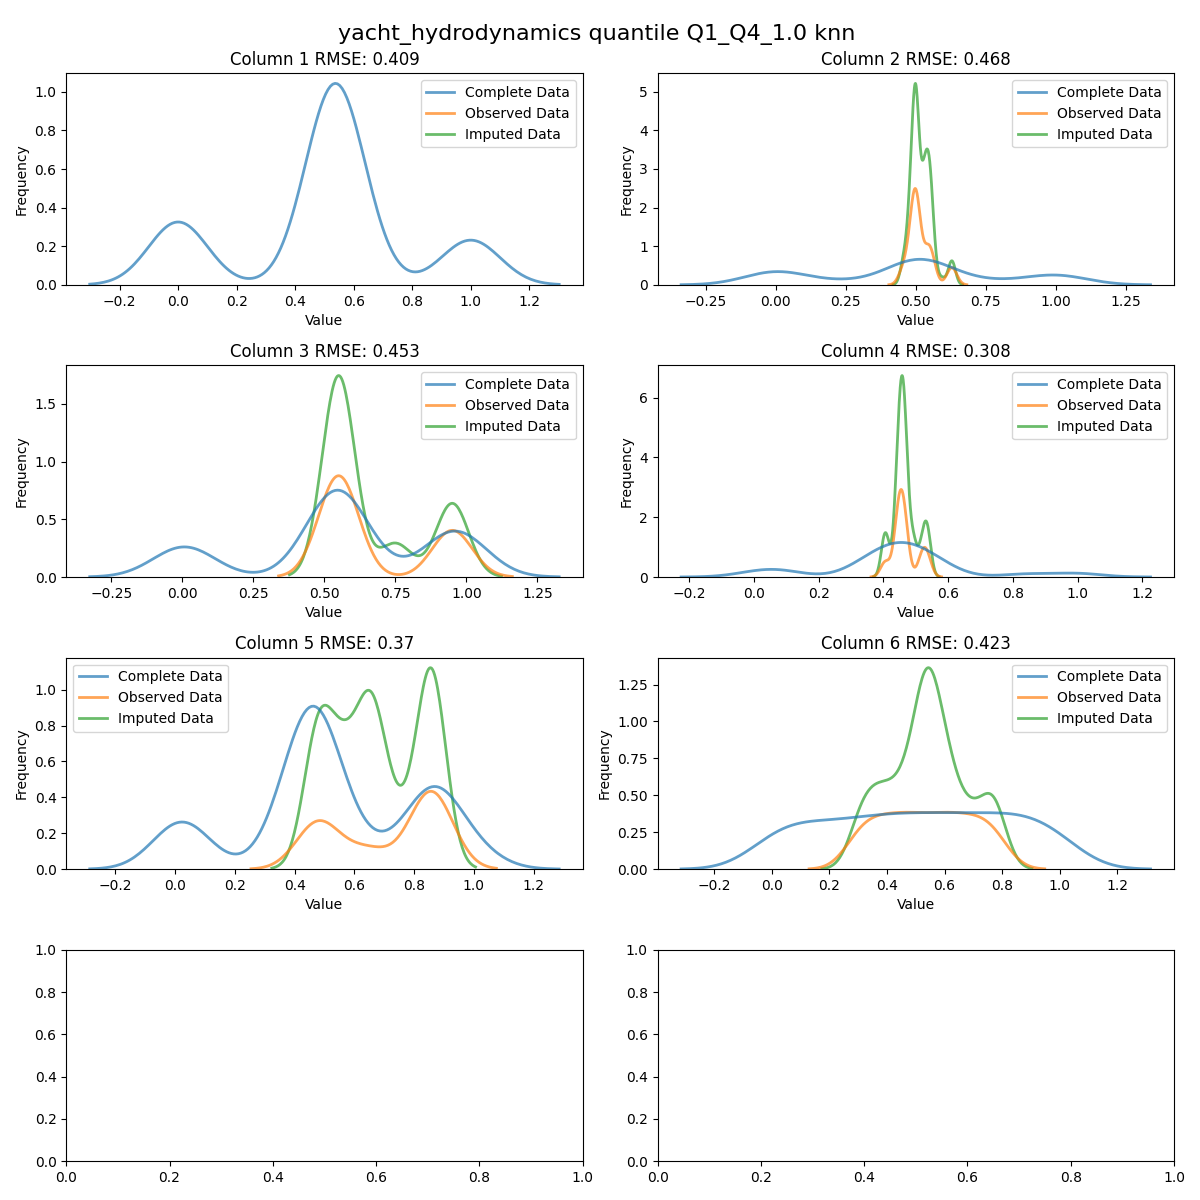 yacht_hydrodynamics quantile Q1_Q4_1.0 knn
Column 1 RMSE: 0.409
Complete Data
Observed Data
Imputed Data
Frequency
1.0
0.8
0.6
0.4
0.2
0.0
−0.2 0.0 0.2 0.4 0.6 0.8 1.0 1.2
Value
Column 2 RMSE: 0.468
Complete Data
Observed Data
Imputed Data
Frequency
5
4
3
2
1
0
−0.25 0.00 0.25 0.50 0.75 1.00 1.25
Value
Column 3 RMSE: 0.453
Complete Data
Observed Data
Imputed Data
Frequency
1.5
1.0
0.5
0.0
−0.25 0.00 0.25 0.50 0.75 1.00 1.25
Value
Column 4 RMSE: 0.308
Complete Data
Observed Data
Imputed Data
Frequency
6
4
2
0
−0.2 0.0 0.2 0.4 0.6 0.8 1.0 1.2
Value
Column 5 RMSE: 0.37
Complete Data
Observed Data
Imputed Data
Frequency
1.0
0.8
0.6
0.4
0.2
0.0
−0.2 0.0 0.2 0.4 0.6 0.8 1.0 1.2
Value
Column 6 RMSE: 0.423
Complete Data
Observed Data
Imputed Data
Frequency
1.25
1.00
0.75
0.50
0.25
0.00
−0.2 0.0 0.2 0.4 0.6 0.8 1.0 1.2
Value
1.0
0.8
0.6
0.4
0.2
0.0
0.0 0.2 0.4 0.6 0.8 1.0
1.0
0.8
0.6
0.4
0.2
0.0
0.0 0.2 0.4 0.6 0.8 1.0